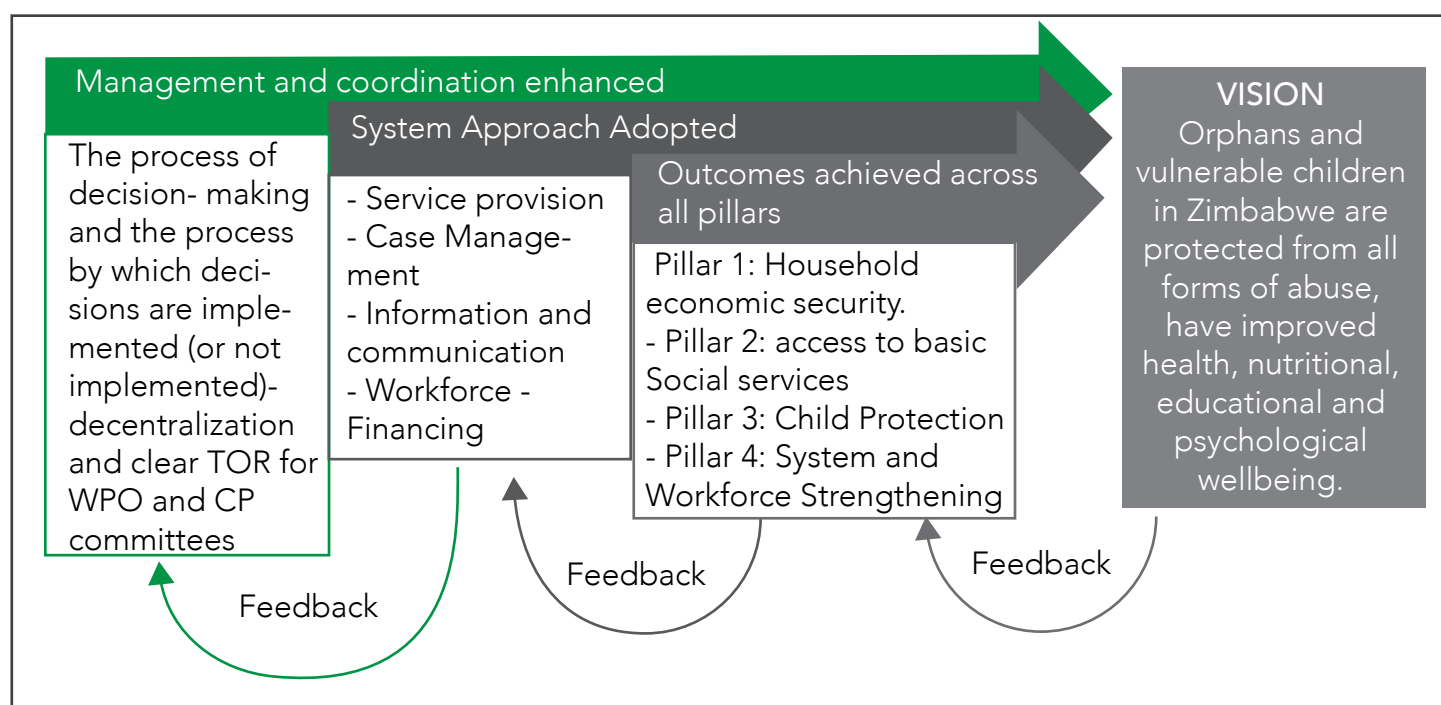 Management and coordination enhanced
The process of
decision- making
and the process
by which deci-
sions are imple-
mented (or not
implemented)-
decentralization
and clear TOR for
WPO and CP
committees
System Approach Adopted
- Service provision
- Case Manage-
ment
- Information and
communication
- Workforce -
Financing
Outcomes achieved across
all pillars
Pillar 1: Household
economic security.
- Pillar 2: access to basic
Social services
- Pillar 3: Child Protection
- Pillar 4: System and
Workforce Strengthening
VISION
Orphans and
vulnerable children
in Zimbabwe are
protected from all
forms of abuse,
have improved
health, nutritional,
educational and
psychological
wellbeing.
Feedback
Feedback
Feedback